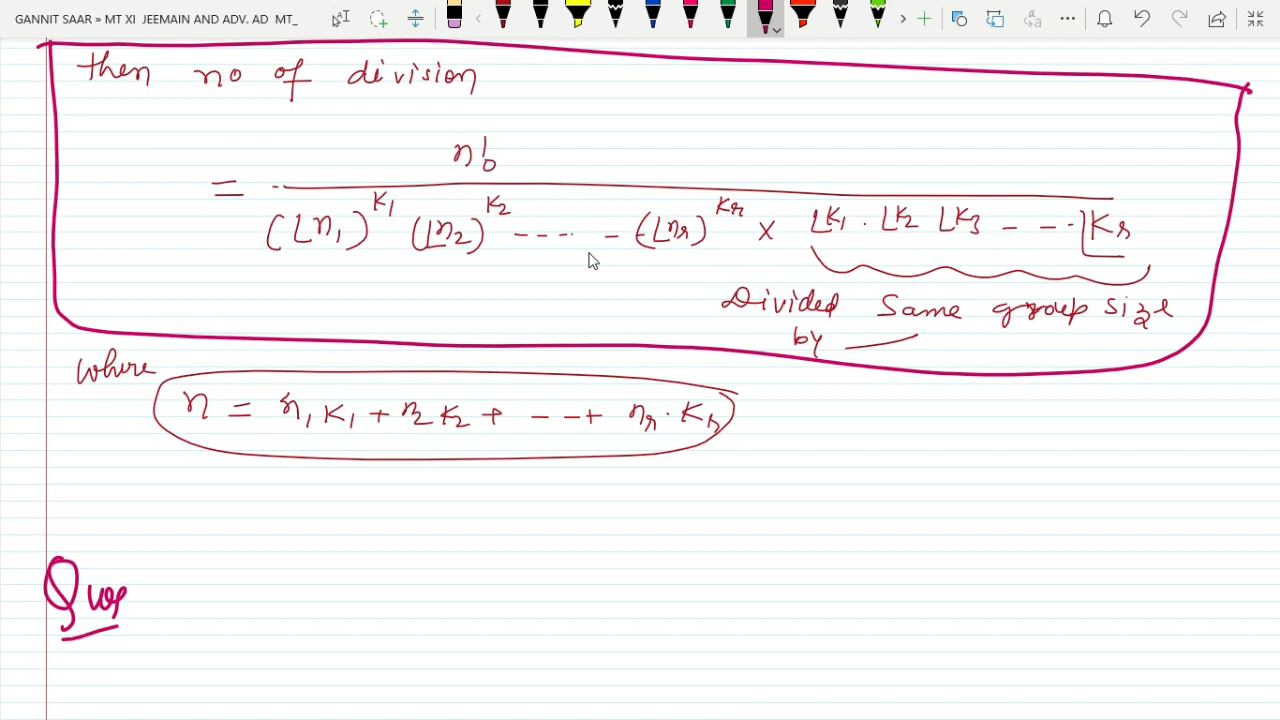 GANNIT SAAR » MT XI JEEMAIN AND ADV. AD MT_
then no of division
= n! / (⌊n₁)^K₁ (⌊n₂)^K₂ ---- - (⌊nᵣ)^Kᵣ × ⌊K₁ . ⌊K₂ ⌊K₃ - - -. ⌊Kᵣ
Divided Same group size
by
where
n = n₁K₁ + n₂K₂ + - - + nᵣ . Kᵣ
Ques